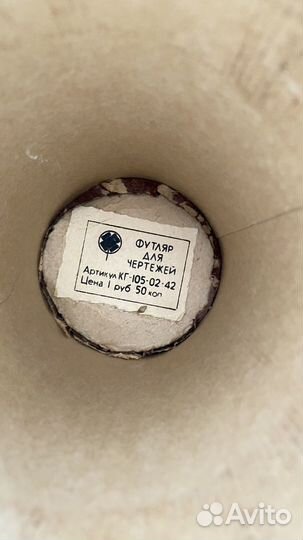 ФУТЛЯР
ДЛЯ
ЧЕРТЕЖЕЙ
Артикул КГ-105-02-42
Цена 1 руб 50 коп
Avito